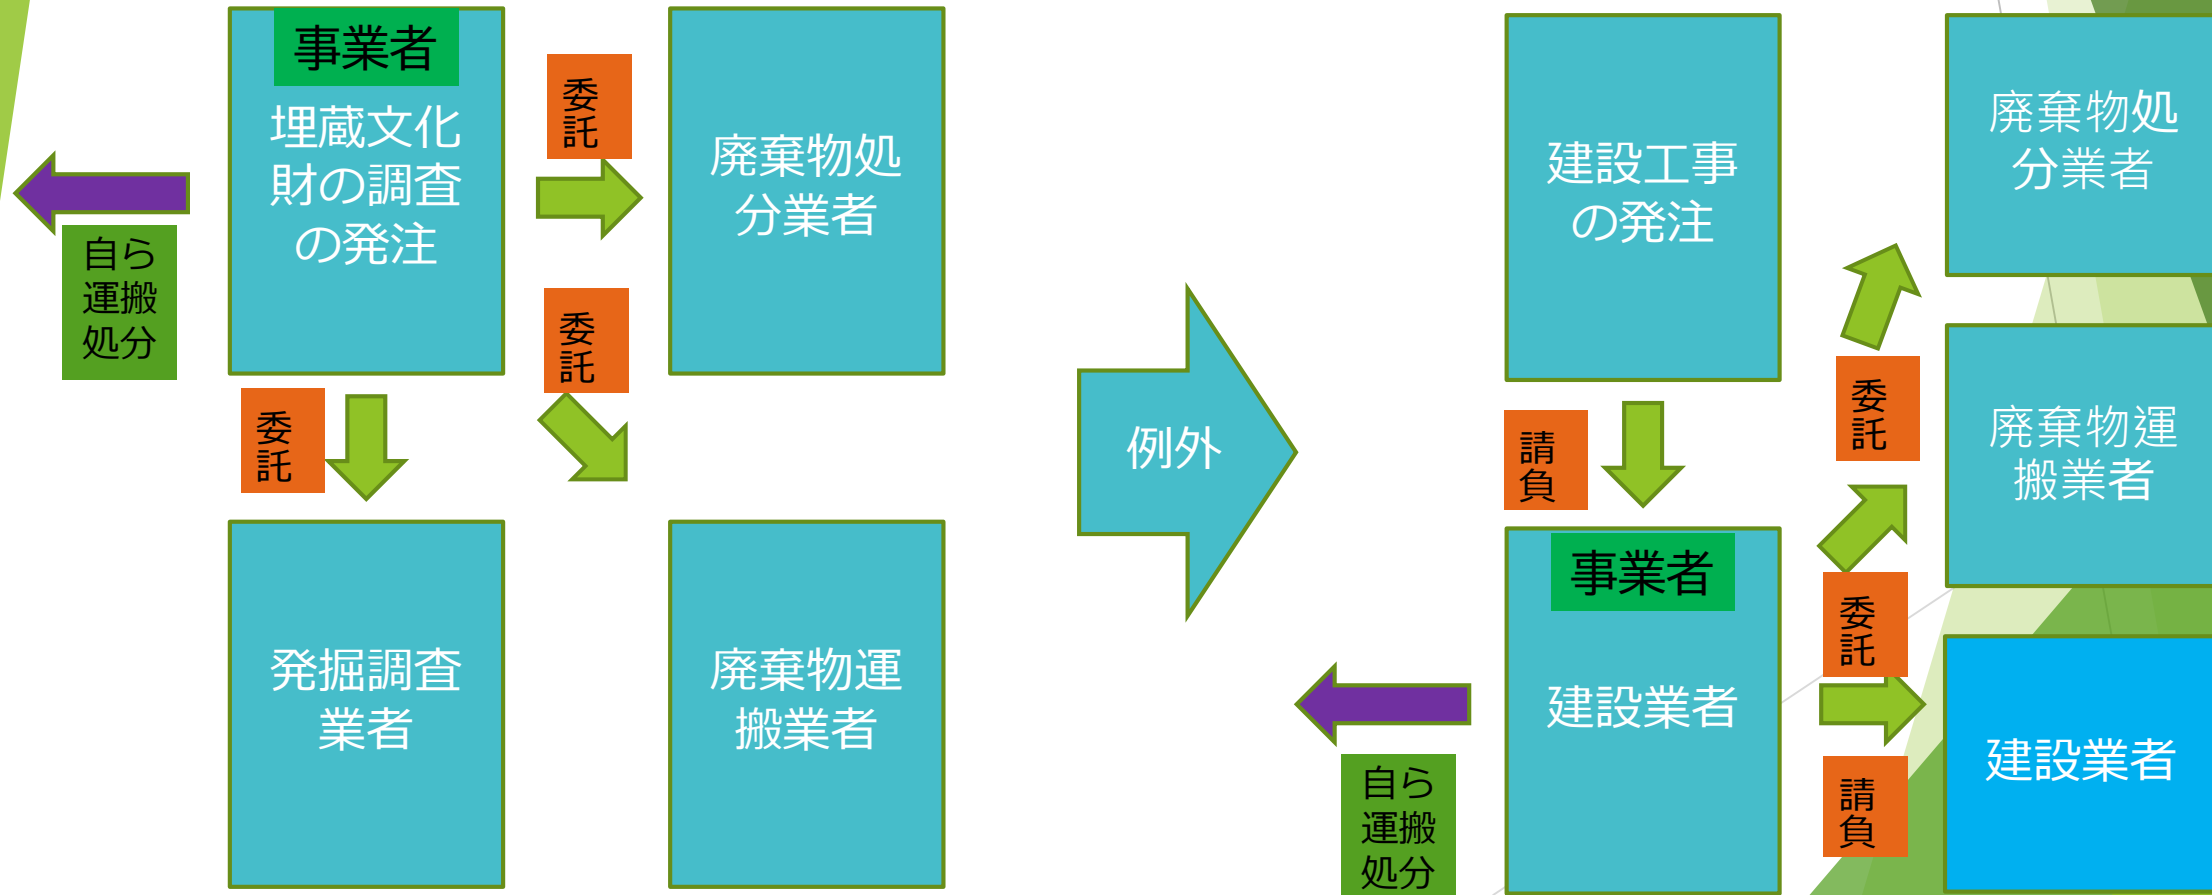 事業者
埋蔵文化
財の調査
の発注
委
託
廃棄物処
分業者
自ら
運搬
処分
委
託
委
託
発掘調査
業者
廃棄物運
搬業者
例外
建設工事
の発注
廃棄物処
分業者
委
託
廃棄物運
搬業者
請
負
事業者
建設業者
委
託
自ら
運搬
処分
請
負
建設業者